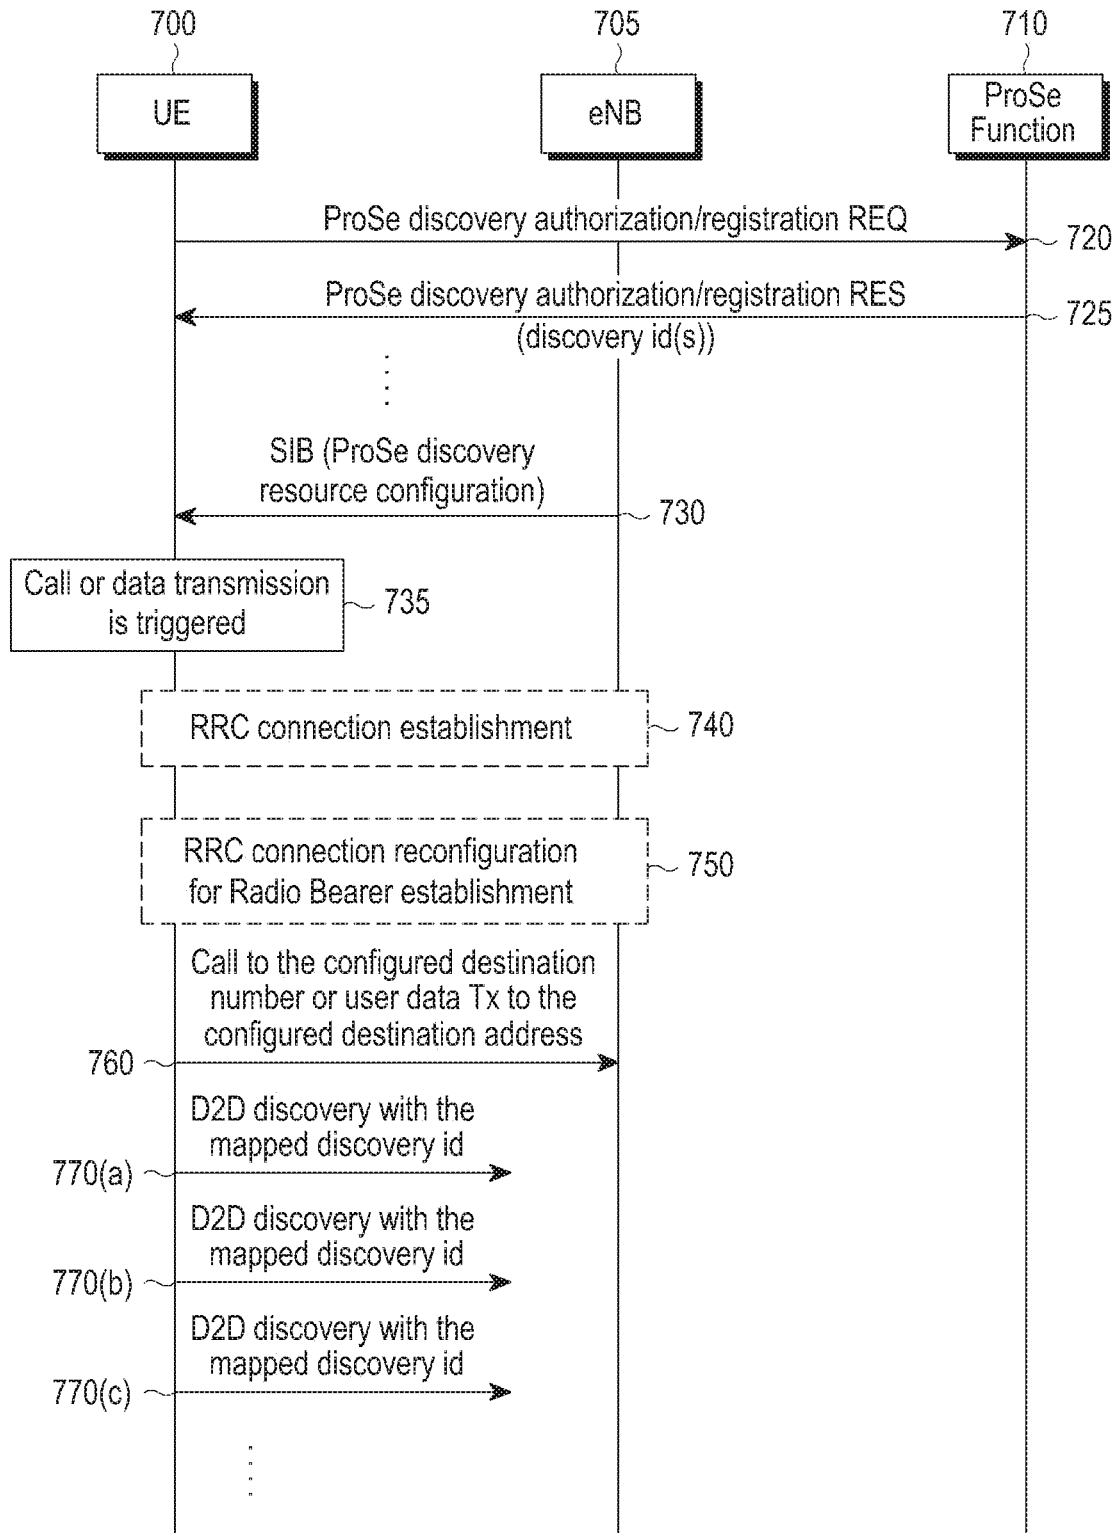 700
705
710
UE
eNB
ProSe
Function
ProSe discovery authorization/registration REQ
720
ProSe discovery authorization/registration RES
725
(discovery id(s))
SIB (ProSe discovery
resource configuration)
730
Call or data transmission
is triggered
735
RRC connection establishment
740
RRC connection reconfiguration
for Radio Bearer establishment
750
Call to the configured destination
number or user data Tx to the
configured destination address
760
D2D discovery with the
mapped discovery id
770(a)
D2D discovery with the
mapped discovery id
770(b)
D2D discovery with the
mapped discovery id
770(c)